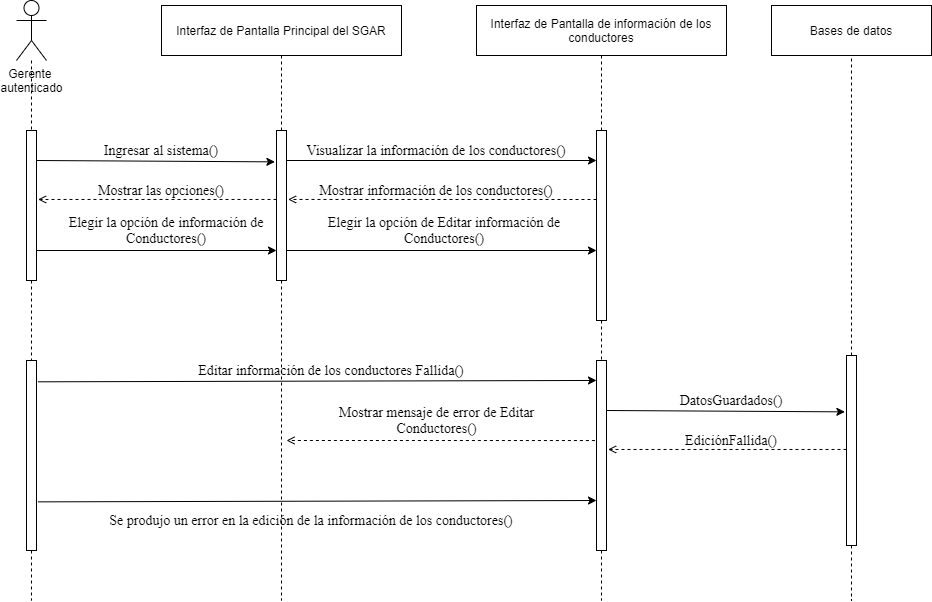 Gerente
autenticado
Interfaz de Pantalla Principal del SGAR
Interfaz de Pantalla de información de los
conductores
Bases de datos
Ingresar al sistema()
Visualizar la información de los conductores()
Mostrar las opciones()
Mostrar información de los conductores()
Elegir la opción de información de
Conductores()
Elegir la opción de Editar información de
Conductores()
Editar información de los conductores Fallida()
DatosGuardados()
Mostrar mensaje de error de Editar
Conductores()
EdiciónFallida()
Se produjo un error en la edición de la información de los conductores()